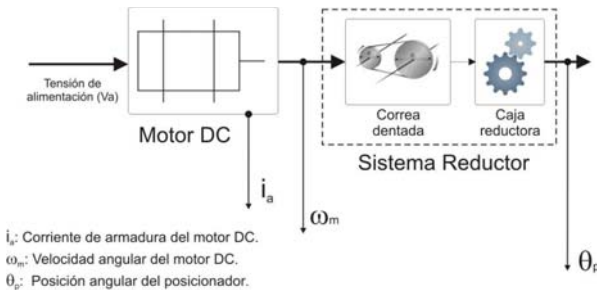 Tensión de
alimentación (Va)
Motor DC
Correa
dentada
Caja
reductora
Sistema Reductor
iₐ
ωₘ
θₚ
iₐ: Corriente de armadura del motor DC.
ωₘ: Velocidad angular del motor DC.
θₚ: Posición angular del posicionador.